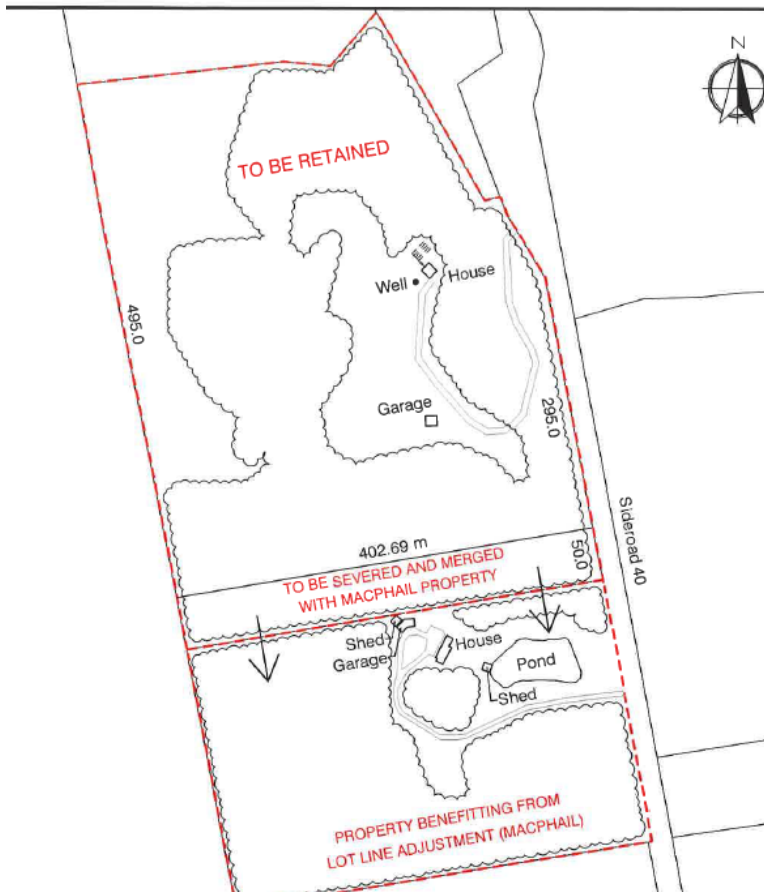 N
TO BE RETAINED
Well
House
495.0
Garage
295.0
Sideroad 40
402.69 m
50.0
TO BE SEVERED AND MERGED
WITH MACPHAIL PROPERTY
Shed
Garage
House
Pond
Shed
PROPERTY BENEFITTING FROM
LOT LINE ADJUSTMENT (MACPHAIL)